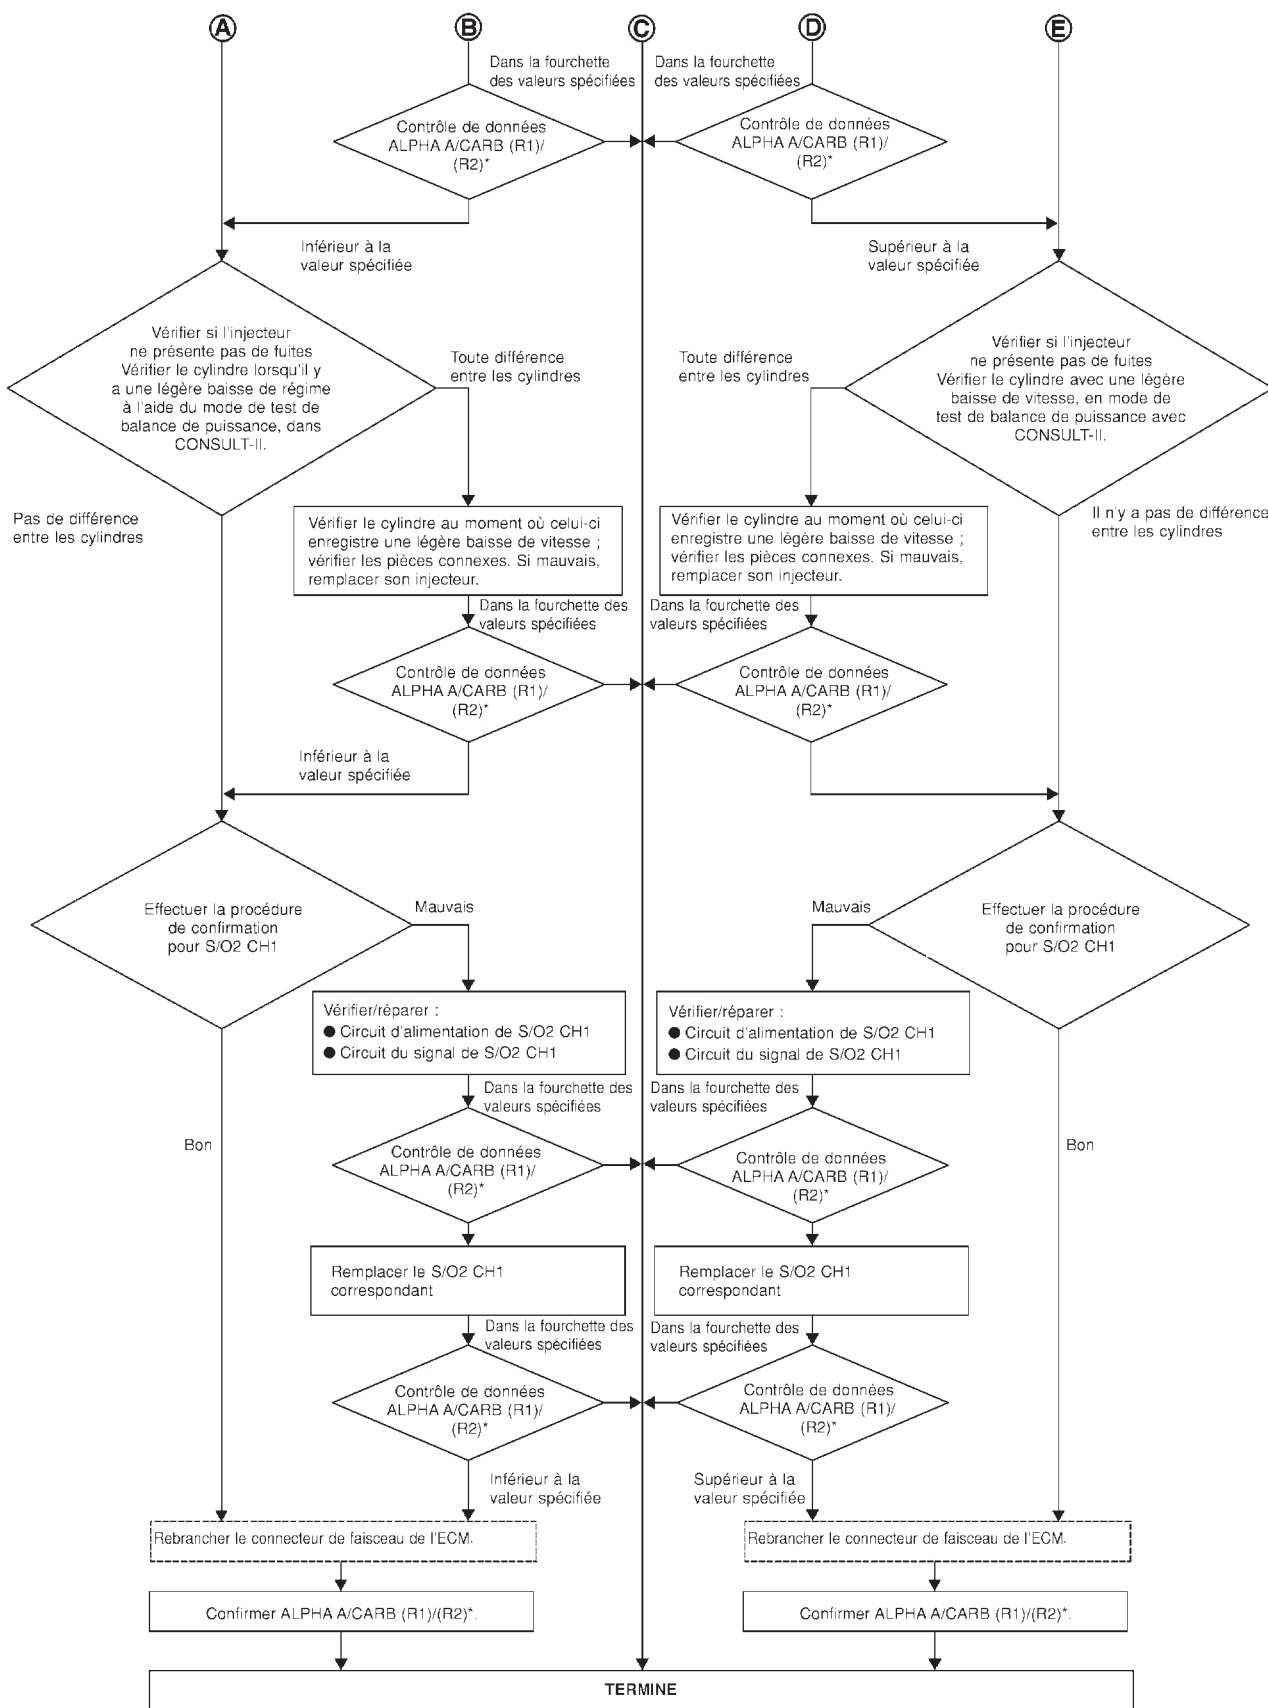 A B C D E
Dans la fourchette
des valeurs spécifiées
Dans la fourchette
des valeurs spécifiées
Contrôle de données
ALPHA A/CARB (R1)/
(R2)*
Contrôle de données
ALPHA A/CARB (R1)/
(R2)*
Inférieur à la
valeur spécifiée
Supérieur à la
valeur spécifiée
Vérifier si l'injecteur
ne présente pas de fuites
Vérifier le cylindre lorsqu'il y
a une légère baisse de régime
à l'aide du mode de test de
balance de puissance, dans
CONSULT-II.
Toute différence
entre les cylindres
Toute différence
entre les cylindres
Vérifier si l'injecteur
ne présente pas de fuites
Vérifier le cylindre avec une légère
baisse de vitesse, en mode de
test de balance de puissance avec
CONSULT-II.
Pas de différence
entre les cylindres
Vérifier le cylindre au moment où celui-ci
enregistre une légère baisse de vitesse ;
vérifier les pièces connexes. Si mauvais,
remplacer son injecteur.
Vérifier le cylindre au moment où celui-ci
enregistre une légère baisse de vitesse ;
vérifier les pièces connexes. Si mauvais,
remplacer son injecteur.
Il n'y a pas de différence
entre les cylindres
Dans la fourchette des
valeurs spécifiées
Dans la fourchette des
valeurs spécifiées
Contrôle de données
ALPHA A/CARB (R1)/
(R2)*
Contrôle de données
ALPHA A/CARB (R1)/
(R2)*
Inférieur à la
valeur spécifiée
Effectuer la procédure
de confirmation
pour S/O2 CH1
Mauvais
Mauvais
Effectuer la procédure
de confirmation
pour S/O2 CH1
Vérifier/réparer :
● Circuit d'alimentation de S/O2 CH1
● Circuit du signal de S/O2 CH1
Vérifier/réparer :
● Circuit d'alimentation de S/O2 CH1
● Circuit du signal de S/O2 CH1
Dans la fourchette des
valeurs spécifiées
Dans la fourchette des
valeurs spécifiées
Bon
Contrôle de données
ALPHA A/CARB (R1)/
(R2)*
Contrôle de données
ALPHA A/CARB (R1)/
(R2)*
Bon
Remplacer le S/O2 CH1
correspondant
Remplacer le S/O2 CH1
correspondant
Dans la fourchette des
valeurs spécifiées
Dans la fourchette des
valeurs spécifiées
Contrôle de données
ALPHA A/CARB (R1)/
(R2)*
Contrôle de données
ALPHA A/CARB (R1)/
(R2)*
Inférieur à la
valeur spécifiée
Supérieur à la
valeur spécifiée
Rebrancher le connecteur de faisceau de l'ECM.
Rebrancher le connecteur de faisceau de l'ECM.
Confirmer ALPHA A/CARB (R1)/(R2)*.
Confirmer ALPHA A/CARB (R1)/(R2)*.
TERMINE